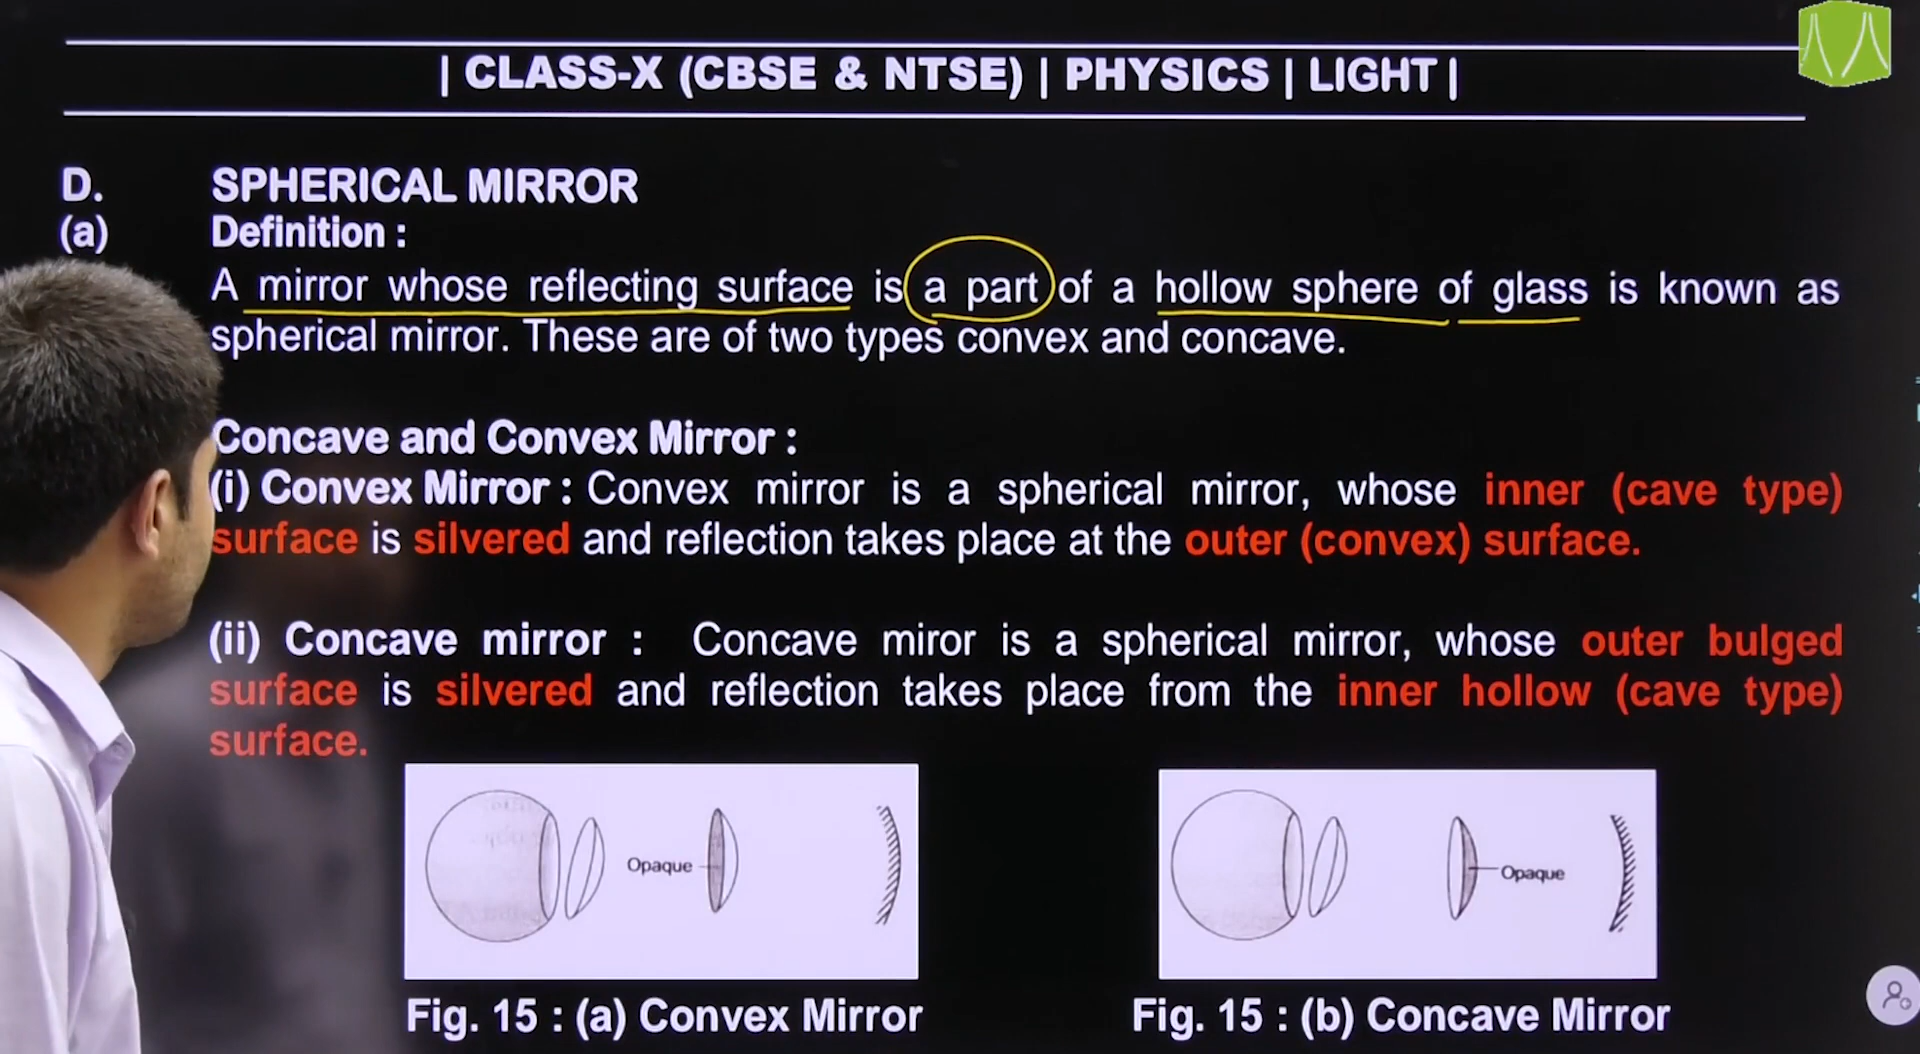 | CLASS-X (CBSE & NTSE) | PHYSICS | LIGHT |
D. SPHERICAL MIRROR
(a) Definition :
A mirror whose reflecting surface is a part of a hollow sphere of glass is known as
spherical mirror. These are of two types convex and concave.
Concave and Convex Mirror :
(i) Convex Mirror : Convex mirror is a spherical mirror, whose inner (cave type)
surface is silvered and reflection takes place at the outer (convex) surface.
(ii) Concave mirror : Concave miror is a spherical mirror, whose outer bulged
surface is silvered and reflection takes place from the inner hollow (cave type)
surface.
Opaque
Opaque
Fig. 15 : (a) Convex Mirror
Fig. 15 : (b) Concave Mirror